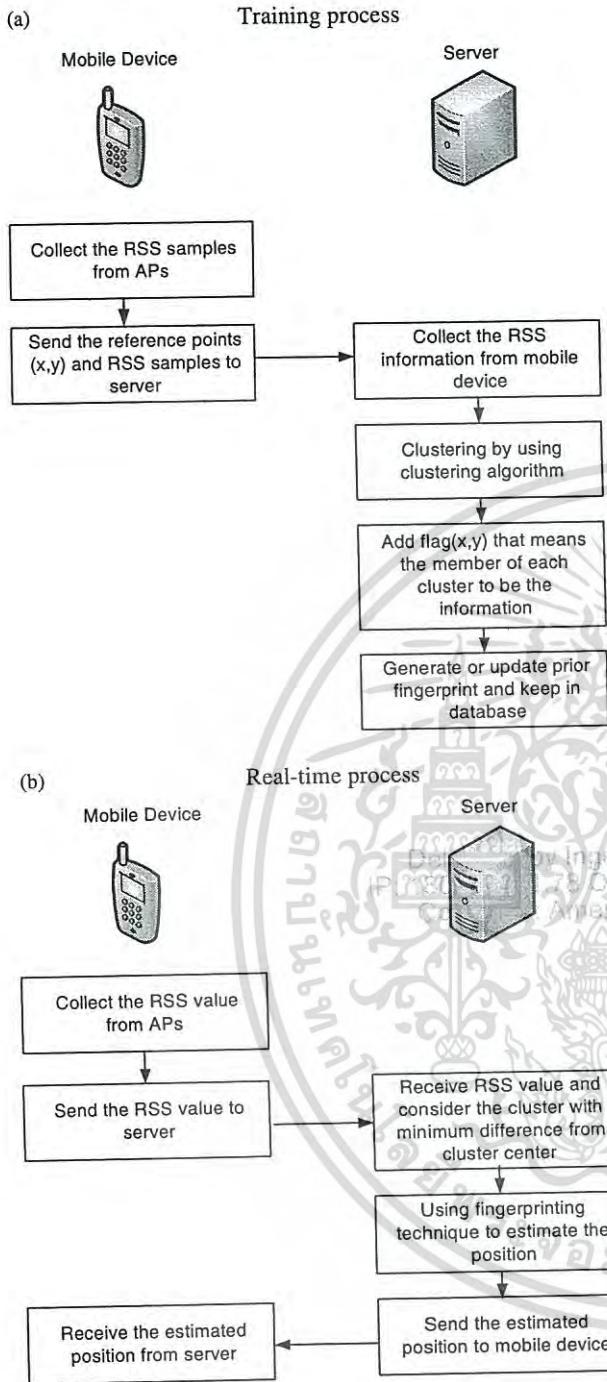 (a)
Training process
Mobile Device
Server
Collect the RSS samples
from APs
Send the reference points
(x,y) and RSS samples to
server
Collect the RSS
information from mobile
device
Clustering by using
clustering algorithm
Add flag(x,y) that means
the member of each
cluster to be the
information
Generate or update prior
fingerprint and keep in
database
(b)
Real-time process
Mobile Device
Server
Collect the RSS value
from APs
Send the RSS value to
server
Receive RSS value and
consider the cluster with
minimum difference from
cluster center
Using fingerprinting
technique to estimate the
position
Send the estimated
position to mobile device
Receive the estimated
position from server